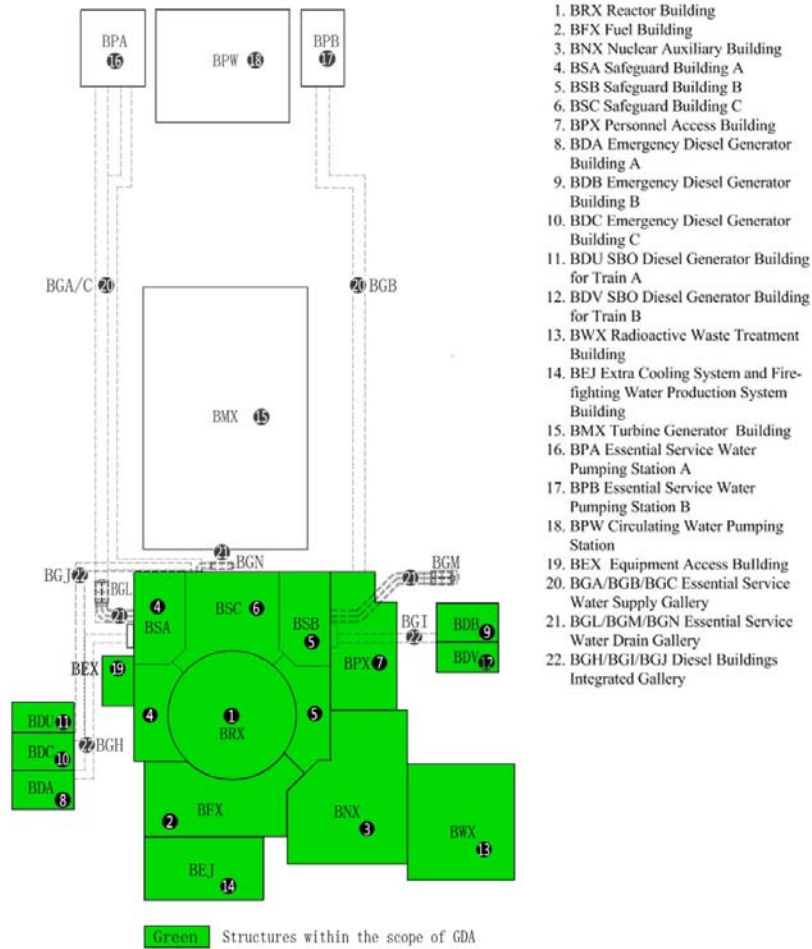 BPA
16
BPW 18
BPB
17
BGA/C 20
20 BGB
BMX 15
21
BGN
BGJ 22
BGL
21
21
BGM
4
BSA
BSC 6
BSB
5
BGI
22
BDB
9
BDV 12
BEX 19
BPX 7
4
1
BRX
5
BDU 11
BDC
10
BDA
8
22 BGH
BFX
2
BNX
3
BWX
13
BEJ
14
Green Structures within the scope of GDA
1. BRX Reactor Building
2. BFX Fuel Building
3. BNX Nuclear Auxiliary Building
4. BSA Safeguard Building A
5. BSB Safeguard Building B
6. BSC Safeguard Building C
7. BPX Personnel Access Building
8. BDA Emergency Diesel Generator
Building A
9. BDB Emergency Diesel Generator
Building B
10. BDC Emergency Diesel Generator
Building C
11. BDU SBO Diesel Generator Building
for Train A
12. BDV SBO Diesel Generator Building
for Train B
13. BWX Radioactive Waste Treatment
Building
14. BEJ Extra Cooling System and Fire-
fighting Water Production System
Building
15. BMX Turbine Generator Building
16. BPA Essential Service Water
Pumping Station A
17. BPB Essential Service Water
Pumping Station B
18. BPW Circulating Water Pumping
Station
19. BEX Equipment Access Building
20. BGA/BGB/BGC Essential Service
Water Supply Gallery
21. BGL/BGM/BGN Essential Service
Water Drain Gallery
22. BGH/BGI/BGJ Diesel Buildings
Integrated Gallery